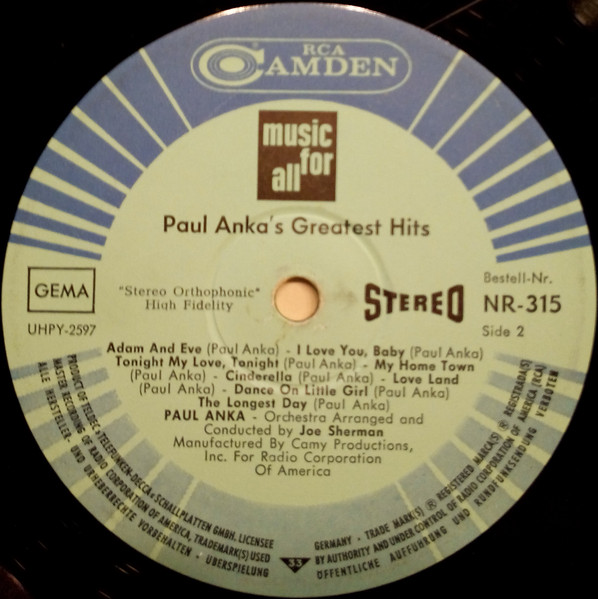 RCA
CAMDEN
music
for
all
Paul Anka's Greatest Hits
GEMA
UHPY-2597
"Stereo Orthophonic"
High Fidelity
STEREO
Bestell-Nr.
NR-315
Side 2
Adam And Eve (Paul Anka) - I Love You, Baby (Paul Anka)
Tonight My Love, Tonight (Paul Anka) - My Home Town
(Paul Anka) - Cinderella (Paul Anka) - Love Land
(Paul Anka) - Dance On Little Girl (Paul Anka)
The Longest Day (Paul Anka)
PAUL ANKA - Orchestra Arranged and
Conducted by Joe Sherman
Manufactured By Camy Productions,
Inc. For Radio Corporation
Of America
PRODUCT OF TELDEC »TELEFUNKEN-DECCA« SCHALLPLATTEN GMBH. LICENSEE
MASTER RECORDING OF RADIO CORPORATION OF AMERICA, TRADEMARK(S) USED
ALLE HERSTELLER- UND URHEBERRECHTE VORBEHALTEN · ÜBERSPIELUNG
33
GERMANY - TRADE MARK(S) ® REGISTERED MARCA(S) ® REGISTRADA(S)
BY AUTHORITY AND UNDER CONTROL OF RADIO CORPORATION OF AMERICA (RCA)
ÖFFENTLICHE AUFFÜHRUNG UND RUNDFUNKSENDUNG VERBOTEN